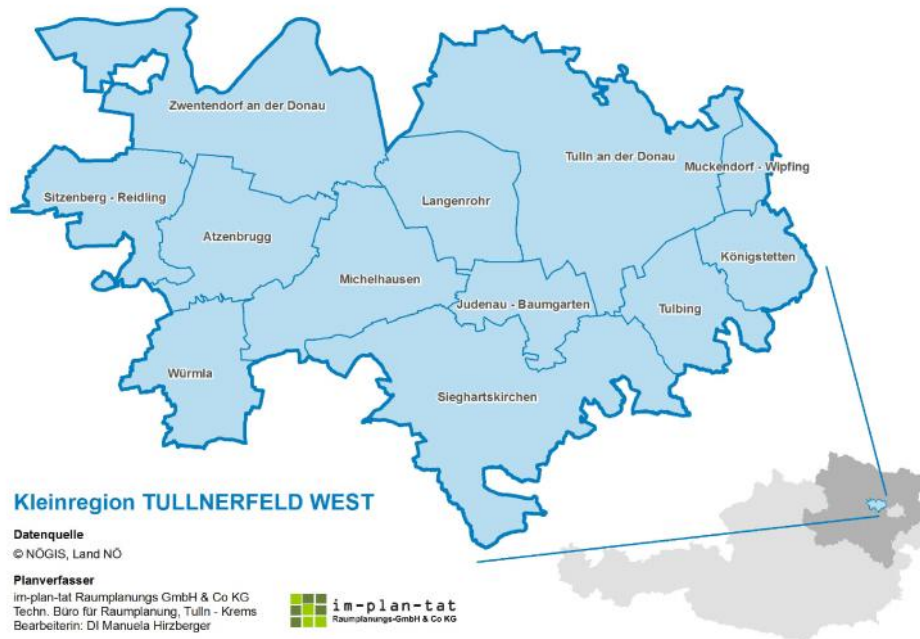 Zwentendorf an der Donau
Tulln an der Donau
Muckendorf - Wipfing
Sitzenberg - Reidling
Langenrohr
Atzenbrugg
Königstetten
Michelhausen
Judenau - Baumgarten
Tulbing
Würmla
Sieghartskirchen
Kleinregion TULLNERFELD WEST
Datenquelle
© NÖGIS, Land NÖ
Planverfasser
im-plan-tat Raumplanungs GmbH & Co KG
Techn. Büro für Raumplanung, Tulln - Krems
Bearbeiterin: DI Manuela Hirzberger
im-plan-tat
Raumplanungs-GmbH & Co KG